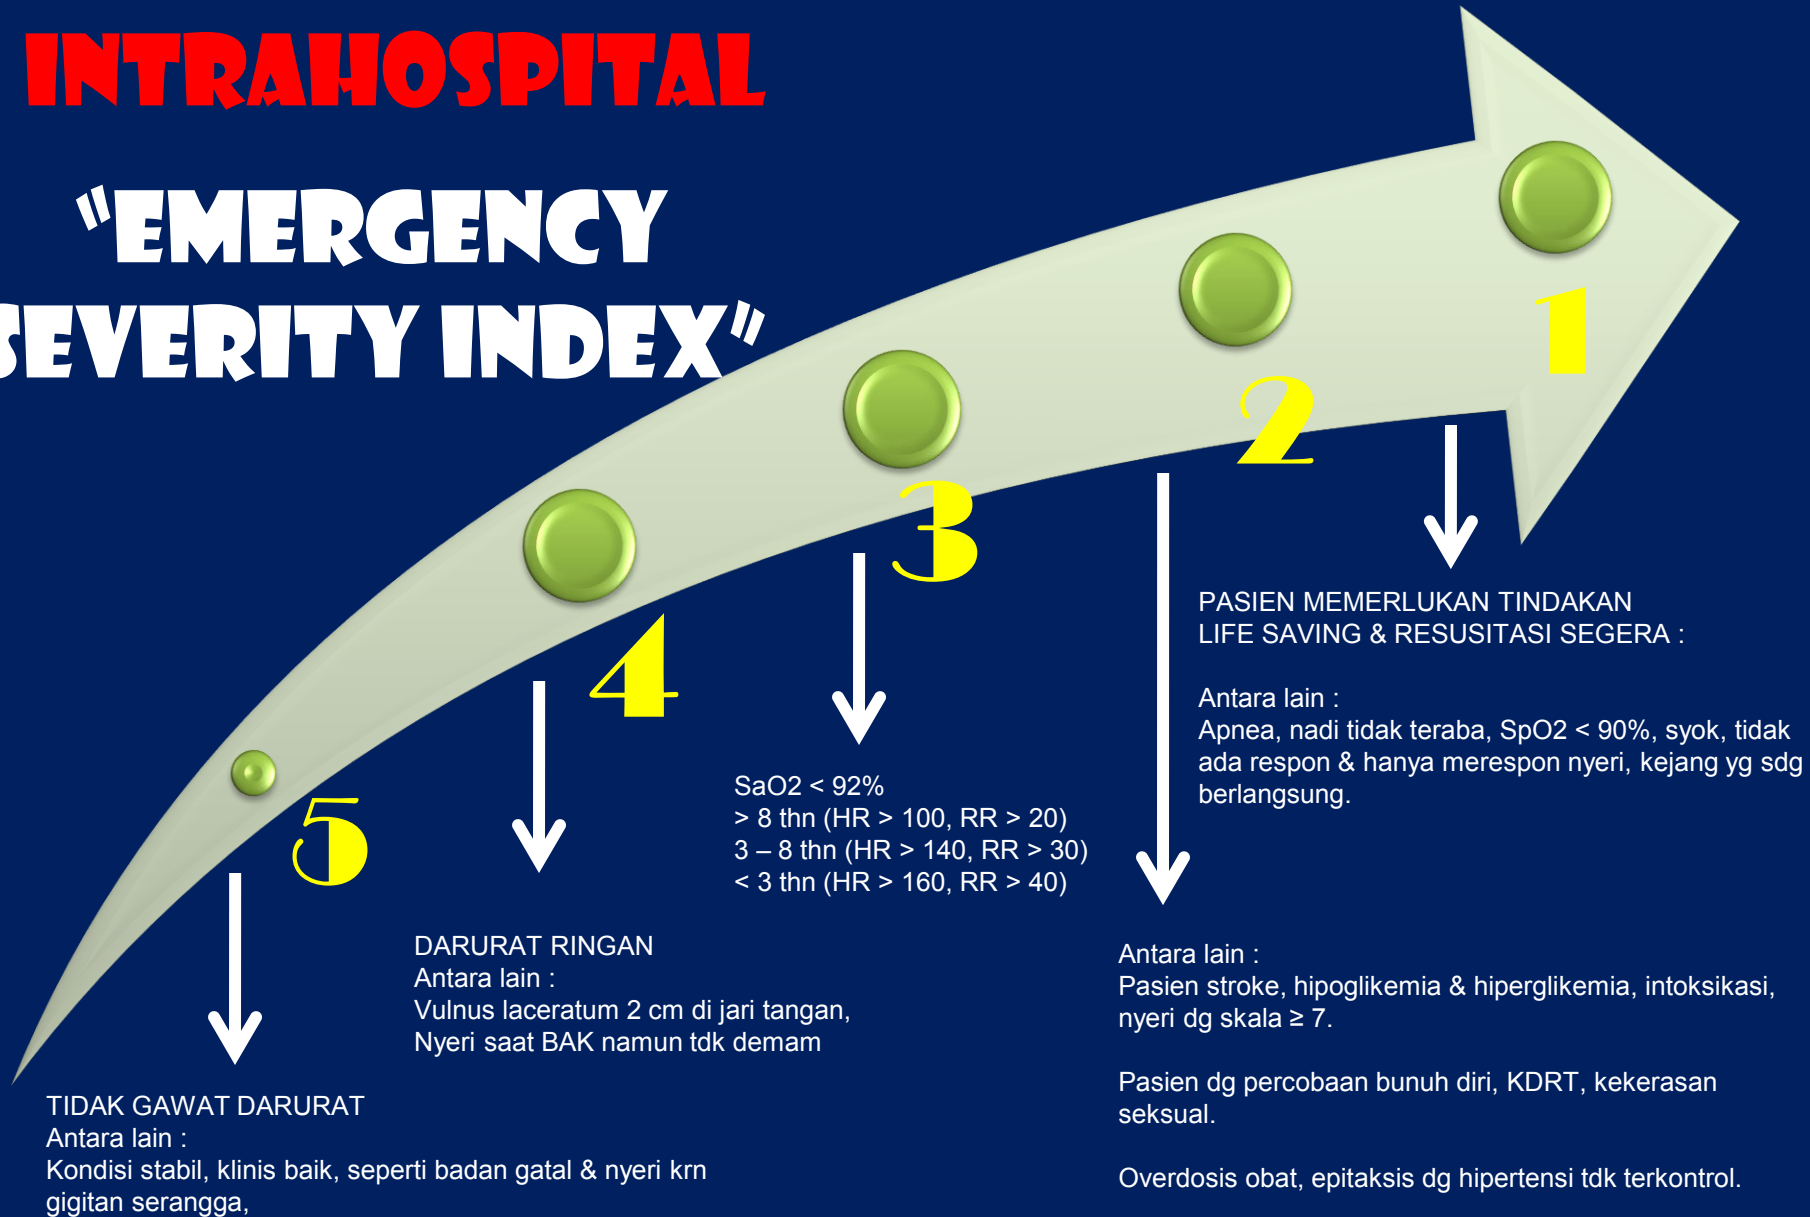 INTRAHOSPITAL
"EMERGENCY
SEVERITY INDEX"
1
2
3
4
5
PASIEN MEMERLUKAN TINDAKAN
LIFE SAVING & RESUSITASI SEGERA :
Antara lain :
Apnea, nadi tidak teraba, SpO2 < 90%, syok, tidak
ada respon & hanya merespon nyeri, kejang yg sdg
berlangsung.
Antara lain :
Pasien stroke, hipoglikemia & hiperglikemia, intoksikasi,
nyeri dg skala ≥ 7.
Pasien dg percobaan bunuh diri, KDRT, kekerasan
seksual.
Overdosis obat, epitaksis dg hipertensi tdk terkontrol.
SaO2 < 92%
> 8 thn (HR > 100, RR > 20)
3 – 8 thn (HR > 140, RR > 30)
< 3 thn (HR > 160, RR > 40)
DARURAT RINGAN
Antara lain :
Vulnus laceratum 2 cm di jari tangan,
Nyeri saat BAK namun tdk demam
TIDAK GAWAT DARURAT
Antara lain :
Kondisi stabil, klinis baik, seperti badan gatal & nyeri krn
gigitan serangga,